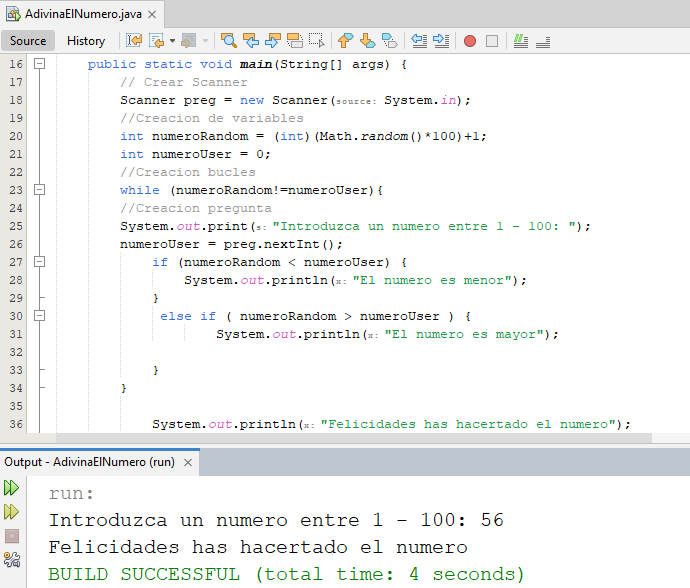 AdivinaElNumero.java
Source History
16 public static void main(String[] args) {
17 // Crear Scanner
18 Scanner preg = new Scanner(source: System.in);
19 //Creacion de variables
20 int numeroRandom = (int)(Math.random()*100)+1;
21 int numeroUser = 0;
22 //Creacion bucles
23 while (numeroRandom!=numeroUser){
24 //Creacion pregunta
25 System.out.print(s: "Introduzca un numero entre 1 - 100: ");
26 numeroUser = preg.nextInt();
27 if (numeroRandom < numeroUser) {
28 System.out.println(x: "El numero es menor");
29 }
30 else if ( numeroRandom > numeroUser ) {
31 System.out.println(x: "El numero es mayor");
32
33 }
34 }
35
36 System.out.println(x: "Felicidades has hacertado el numero");
Output - AdivinaElNumero (run)
run:
Introduzca un numero entre 1 - 100: 56
Felicidades has hacertado el numero
BUILD SUCCESSFUL (total time: 4 seconds)